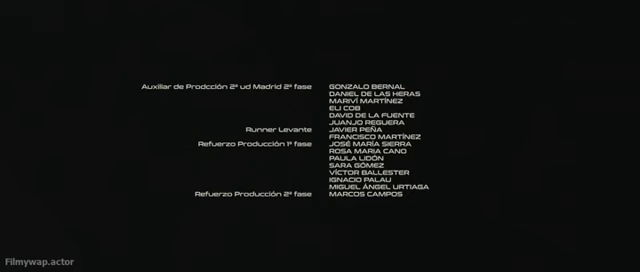 Auxiliar de Prodcción 2ª ud Madrid 2ª fase GONZALO BERNAL
DANIEL DE LAS HERAS
MARIVÍ MARTÍNEZ
ELI COB
DAVID DE LA FUENTE
JUANJO REGUERA
Runner Levante JAVIER PEÑA
FRANCISCO MARTÍNEZ
Refuerzo Producción 1ª fase JOSÉ MARÍA SIERRA
ROSA MARIA CANO
PAULA LIDÓN
SARA GÓMEZ
VÍCTOR BALLESTER
IGNACIO PALAU
MIGUEL ÁNGEL URTIAGA
Refuerzo Producción 2ª fase MARCOS CAMPOS
Filmywap.actor